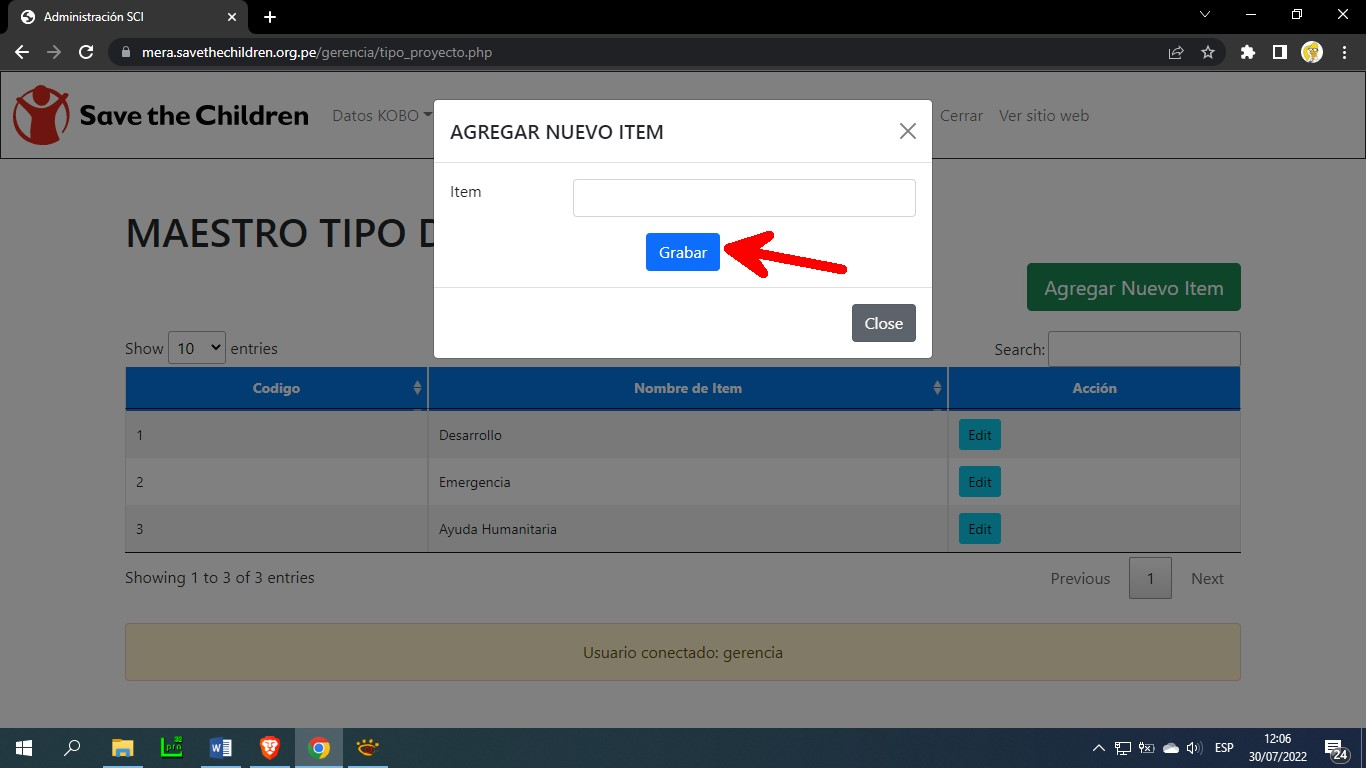 Administración SCI
mera.savethechildren.org.pe/gerencia/tipo_proyecto.php
Save the Children
Datos KOBO
Cerrar
Ver sitio web
AGREGAR NUEVO ITEM
Item
Grabar
Close
MAESTRO TIPO
Agregar Nuevo Item
Show 10 entries
Search:
Codigo Nombre de Item Acción
1 Desarrollo Edit
2 Emergencia Edit
3 Ayuda Humanitaria Edit
Showing 1 to 3 of 3 entries
Previous 1 Next
Usuario conectado: gerencia
ESP
12:06
30/07/2022
24